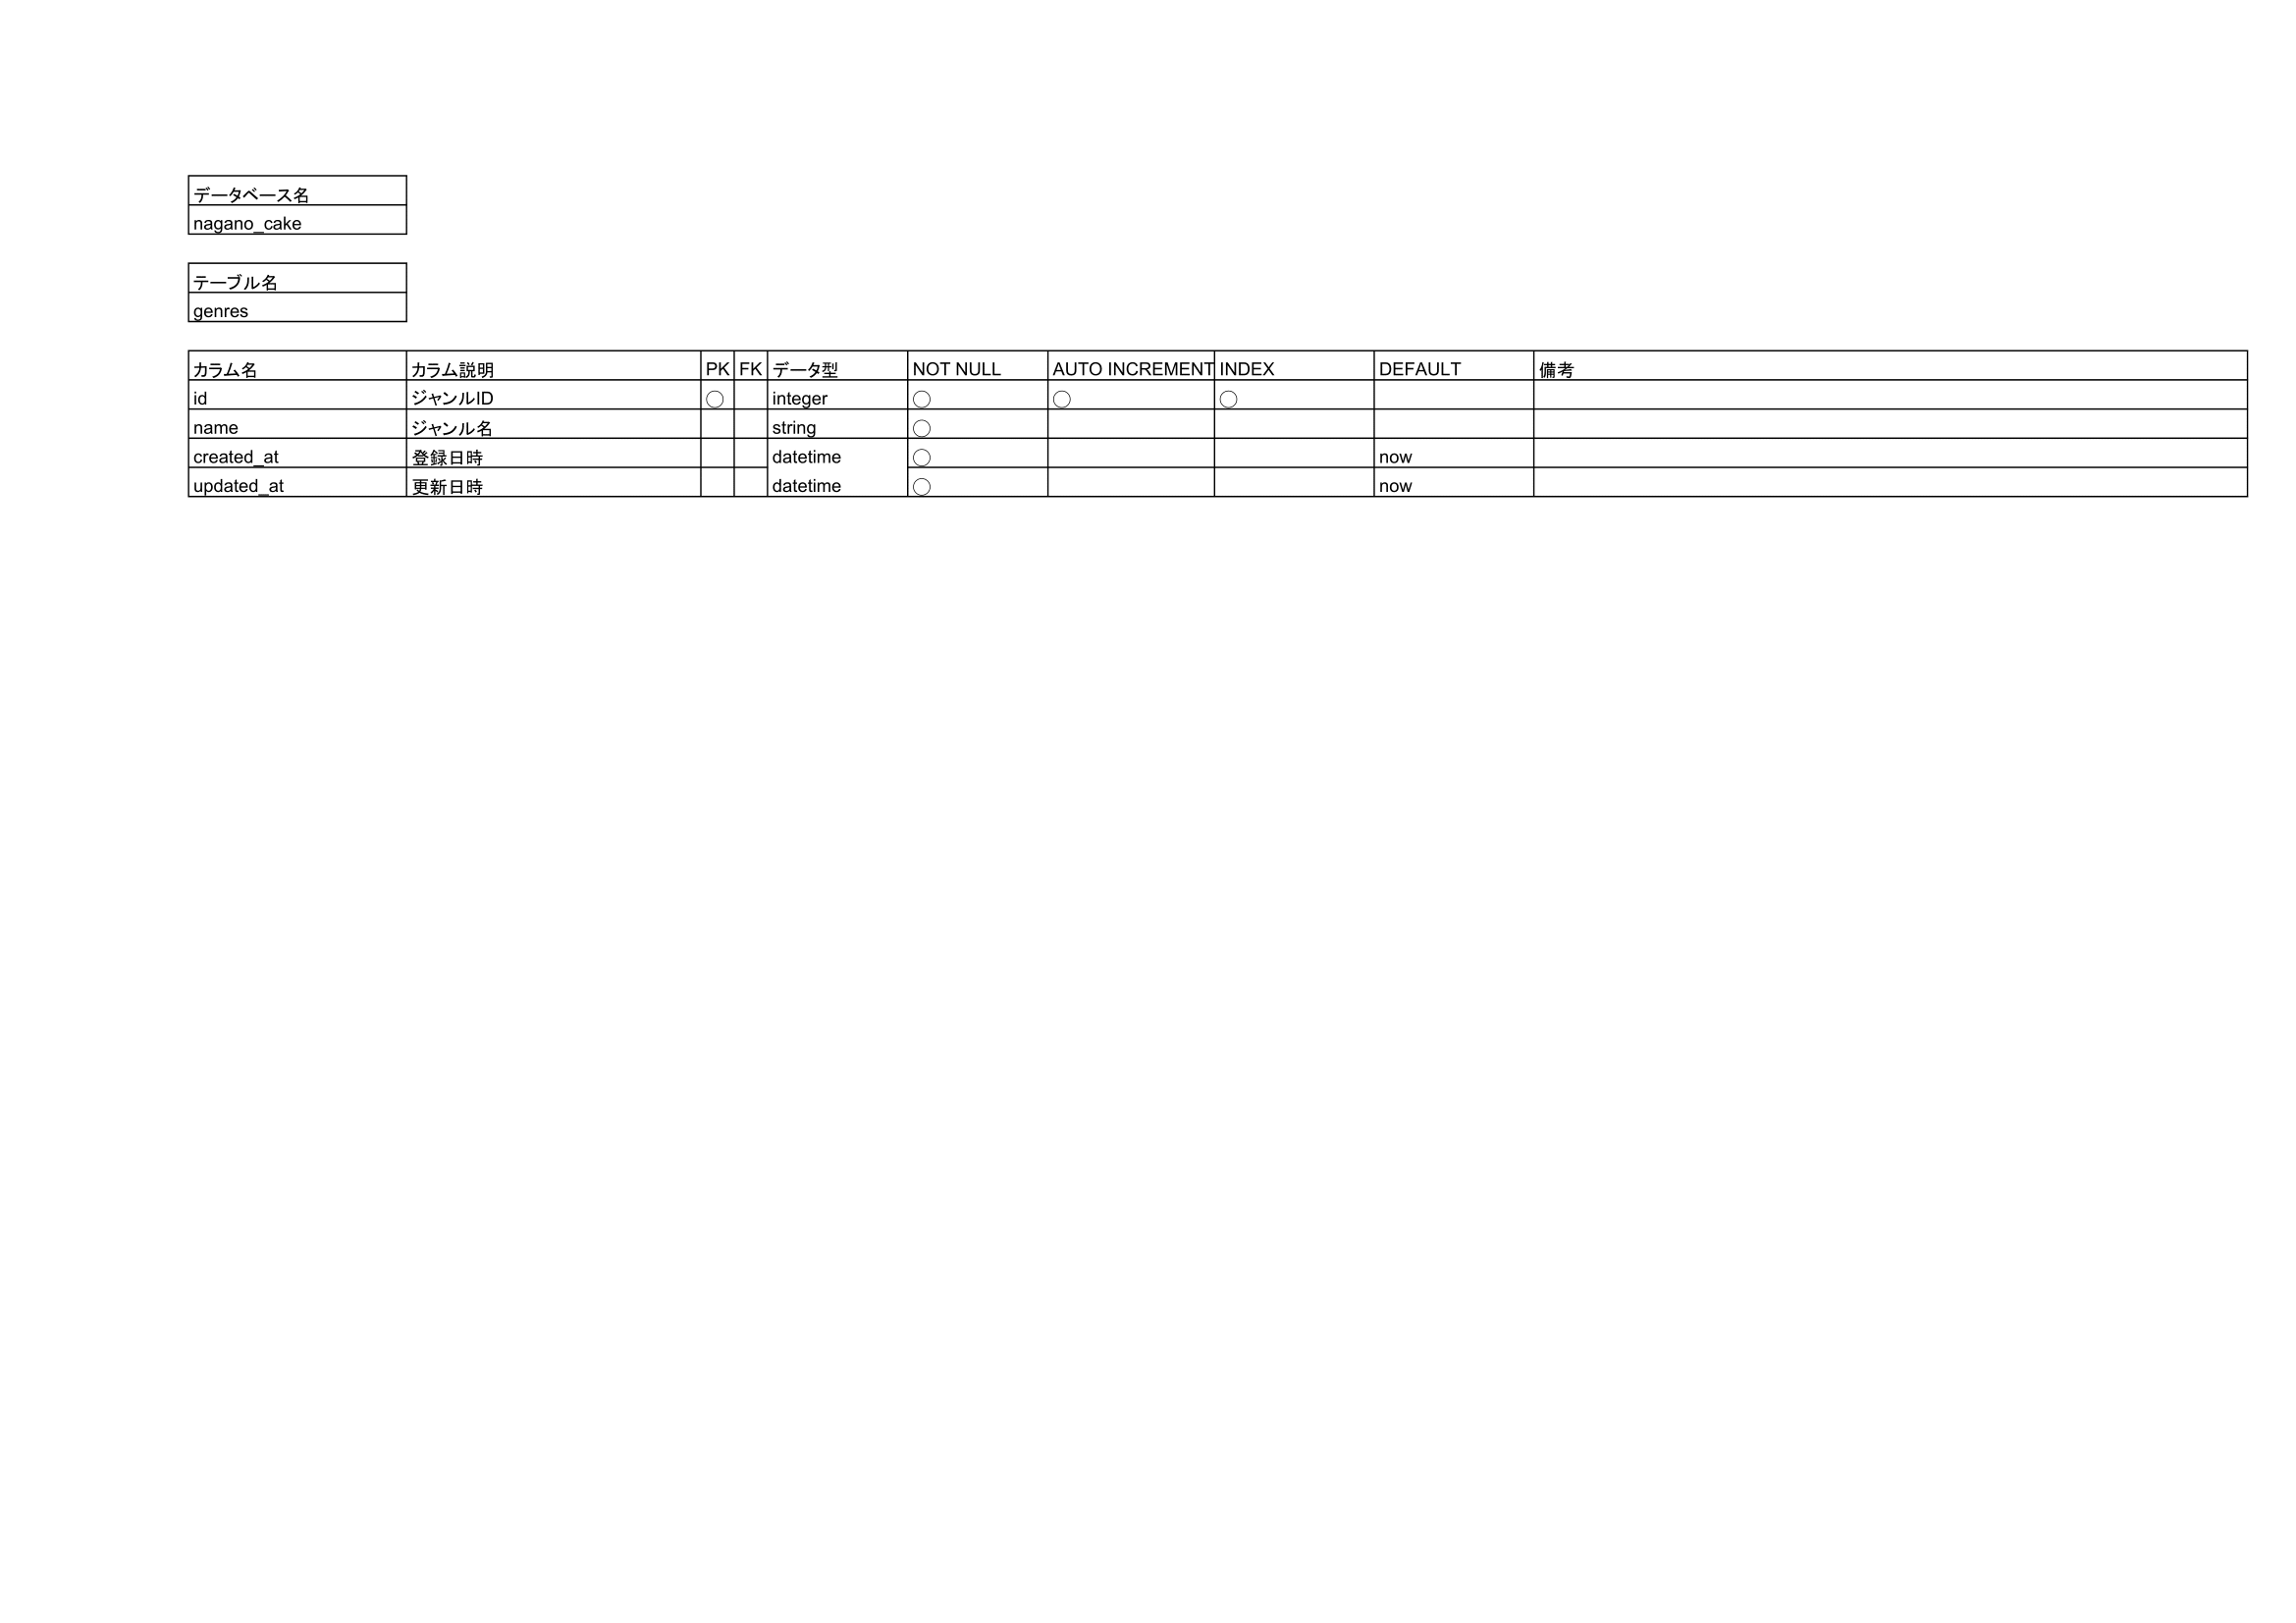 データベース名
nagano_cake
テーブル名
genres
カラム名 カラム説明 PK FK データ型 NOT NULL AUTO INCREMENT INDEX DEFAULT 備考
id ジャンルID ◯ integer ◯ ◯ ◯
name ジャンル名 string ◯
created_at 登録日時 datetime ◯ now
updated_at 更新日時 datetime ◯ now